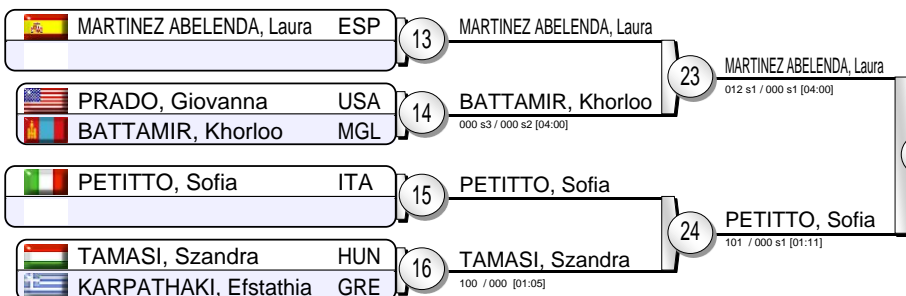 MARTINEZ ABELENDA, Laura ESP
13
MARTINEZ ABELENDA, Laura
PRADO, Giovanna USA
BATTAMIR, Khorloo MGL
14
BATTAMIR, Khorloo
000 s3 / 000 s2 [04:00]
23
MARTINEZ ABELENDA, Laura
012 s1 / 000 s1 [04:00]
PETITTO, Sofia ITA
15
PETITTO, Sofia
TAMASI, Szandra HUN
KARPATHAKI, Efstathia GRE
16
TAMASI, Szandra
100 / 000 [01:05]
24
PETITTO, Sofia
101 / 000 s1 [01:11]